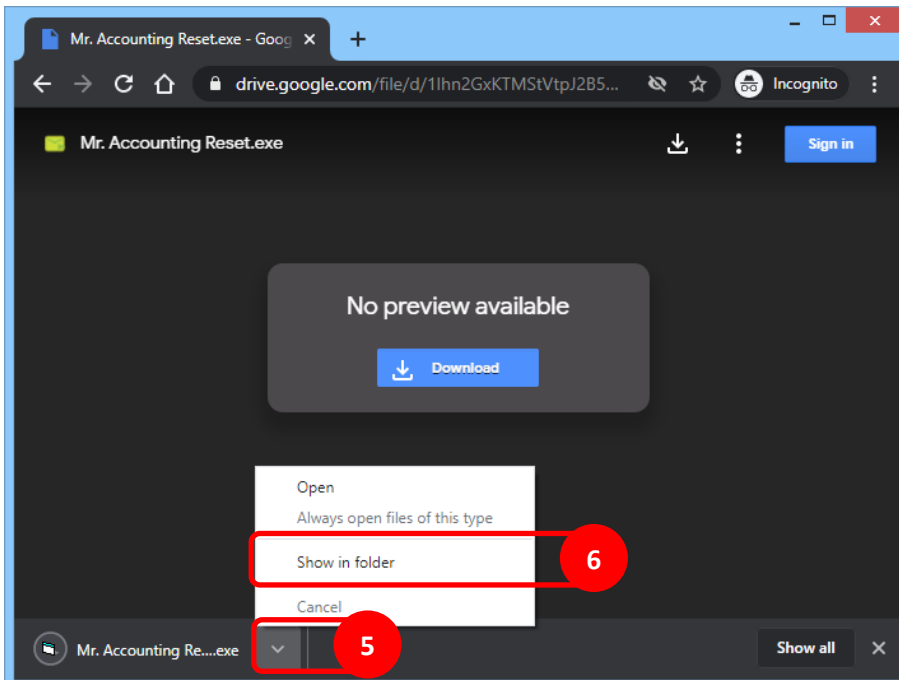 Mr. Accounting Reset.exe - Goog
drive.google.com/file/d/1Ihn2GxKTMStVtpJ2B5...
Incognito
Mr. Accounting Reset.exe
Sign in
No preview available
Download
Open
Always open files of this type
Show in folder
6
Cancel
Mr. Accounting Re....exe
5
Show all